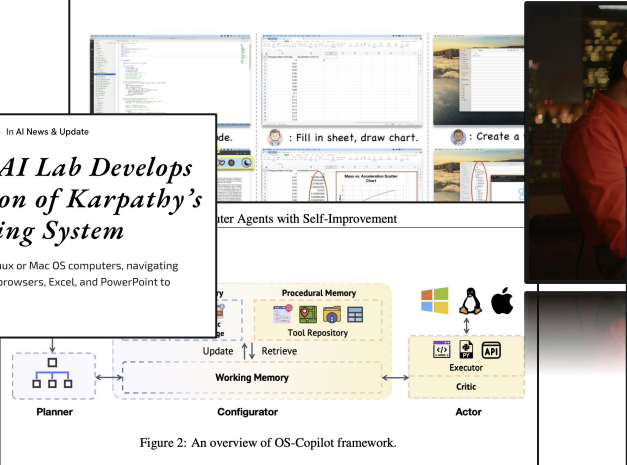 In AI News & Update
AI Lab Develops
on of Karpathy's
ing System
ux or Mac OS computers, navigating
browsers, Excel, and PowerPoint to
de.
: Fill in sheet, draw chart.
: Create a
Mass vs. Acceleration Scatter
Chart
ter Agents with Self-Improvement
ry
Procedural Memory
Tool Repository
Update
Retrieve
Working Memory
</>
PY
API
Executor
Critic
Planner
Configurator
Actor
Figure 2: An overview of OS-Copilot framework.